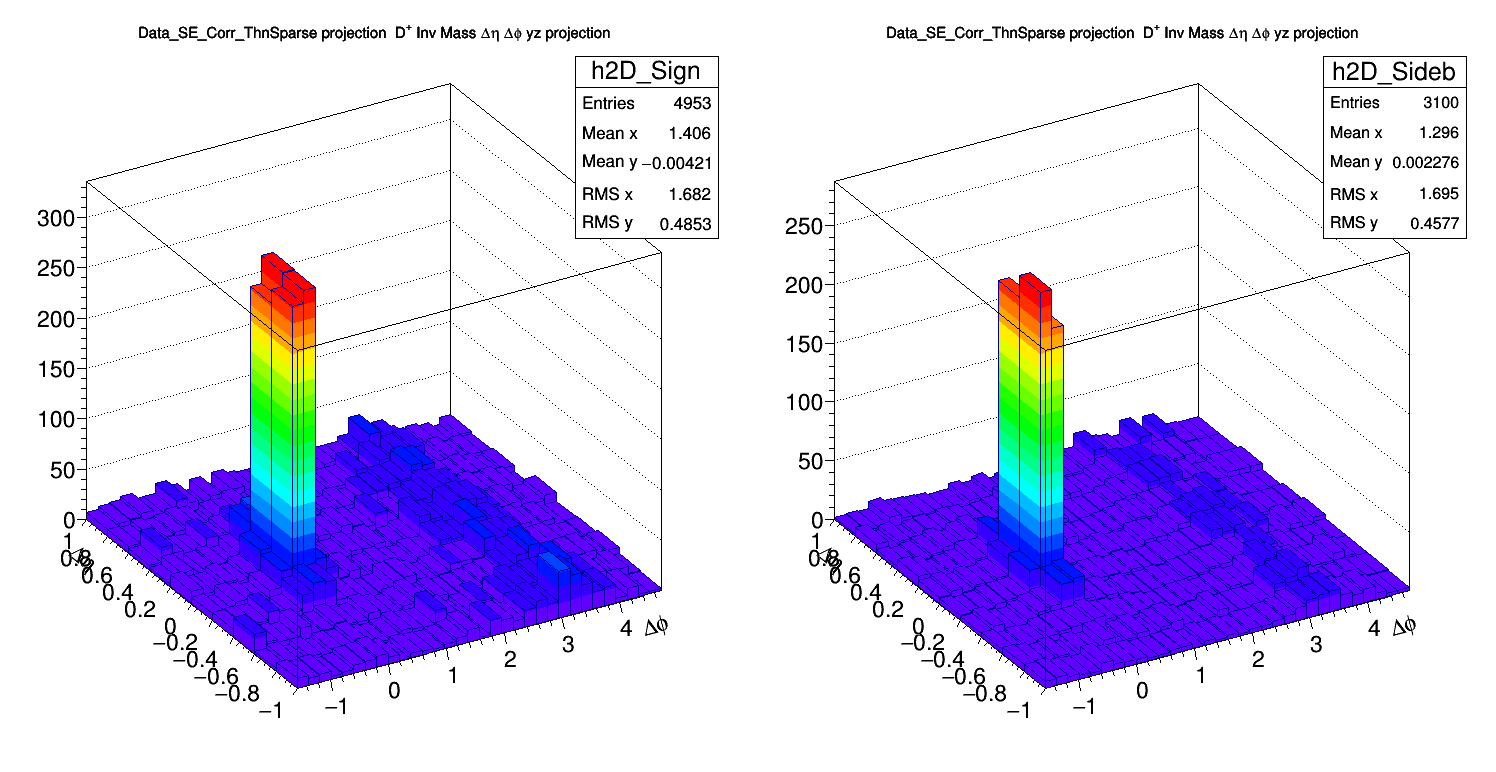 Data_SE_Corr_ThnSparse projection D⁺ Inv Mass Δη Δϕ yz projection
h2D_Sign
Entries 4953
Mean x 1.406
Mean y −0.00421
RMS x 1.682
RMS y 0.4853
300
250
200
150
100
50
0
1
0.8
0.6
0.4
0.2
0
−0.2
−0.4
−0.6
−0.8
−1
−1
0
1
2
3
4
Δϕ
Data_SE_Corr_ThnSparse projection D⁺ Inv Mass Δη Δϕ yz projection
h2D_Sideb
Entries 3100
Mean x 1.296
Mean y 0.002276
RMS x 1.695
RMS y 0.4577
250
200
150
100
50
0
1
0.8
0.6
0.4
0.2
0
−0.2
−0.4
−0.6
−0.8
−1
−1
0
1
2
3
4
Δϕ